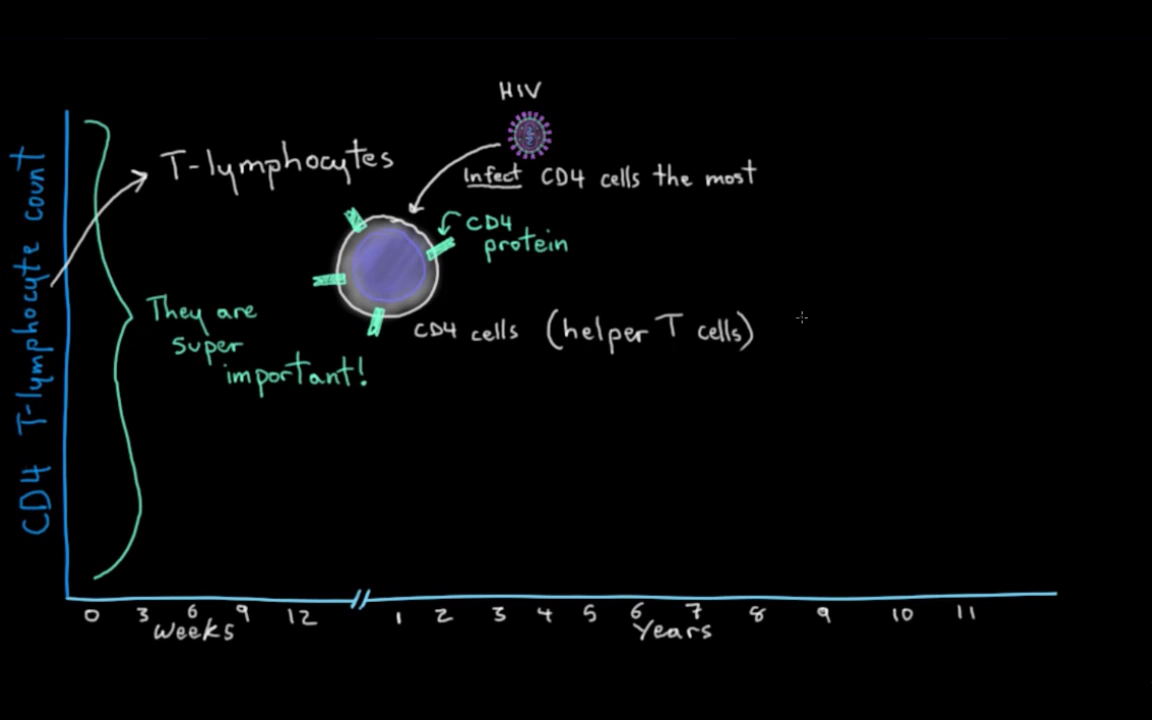 HIV
T-lymphocytes
Infect CD4 cells the most
CD4
protein
CD4 T-lymphocyte count
They are
super
important!
CD4 cells (helper T cells)
0 3 6 9 12 1 2 3 4 5 6 7 8 9 10 11
Weeks Years